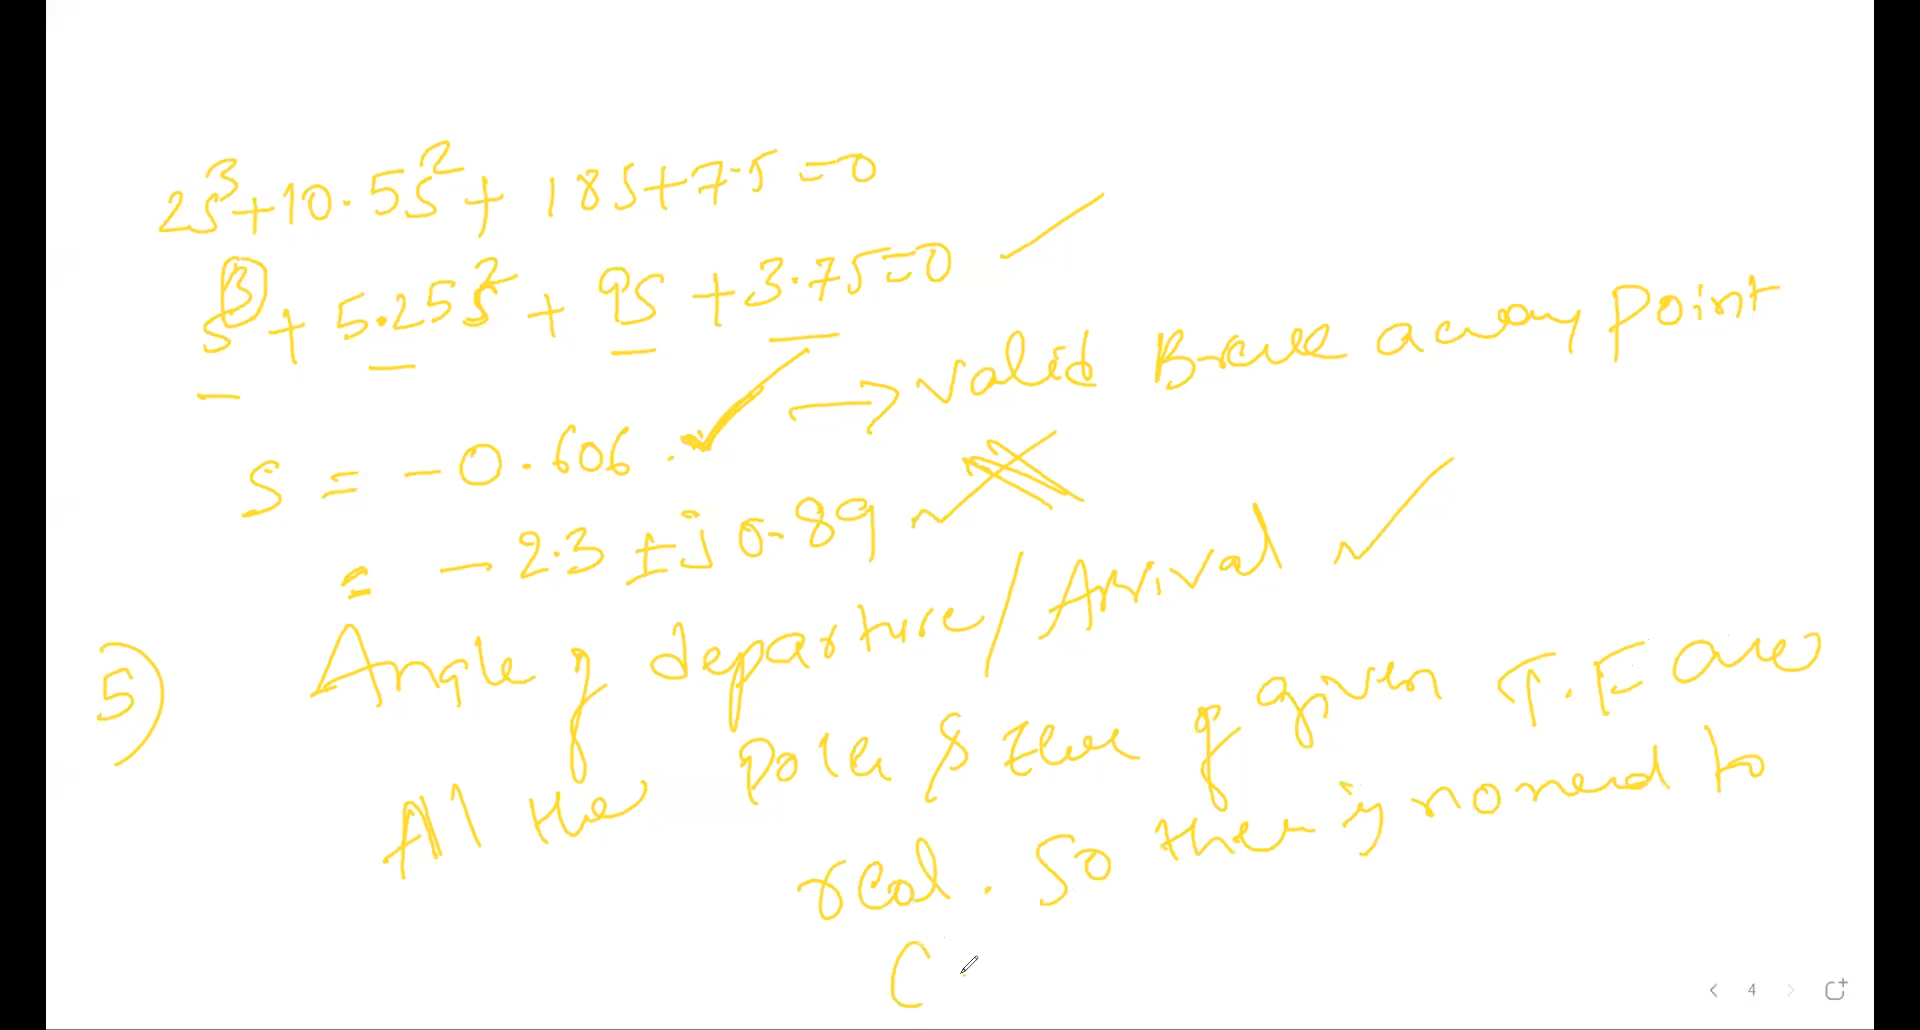 2s³+10.5s²+18s+7.5=0
s³+5.25s²+9s+3.75=0
s = -0.606. → valid Break away point
= -2.3 ±j 0.89
5) Angle of departure/Arrival
All the Poles & Zeros of given T.F are
real. So there is no need to
C
4